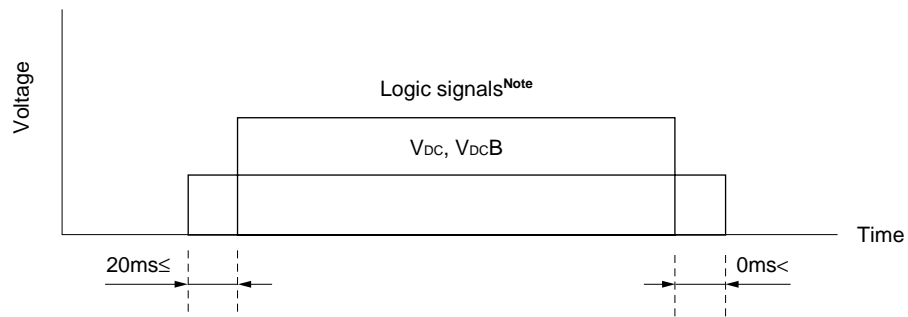 Voltage
Logic signalsNote
VDC, VDCB
Time
20ms≤
0ms<